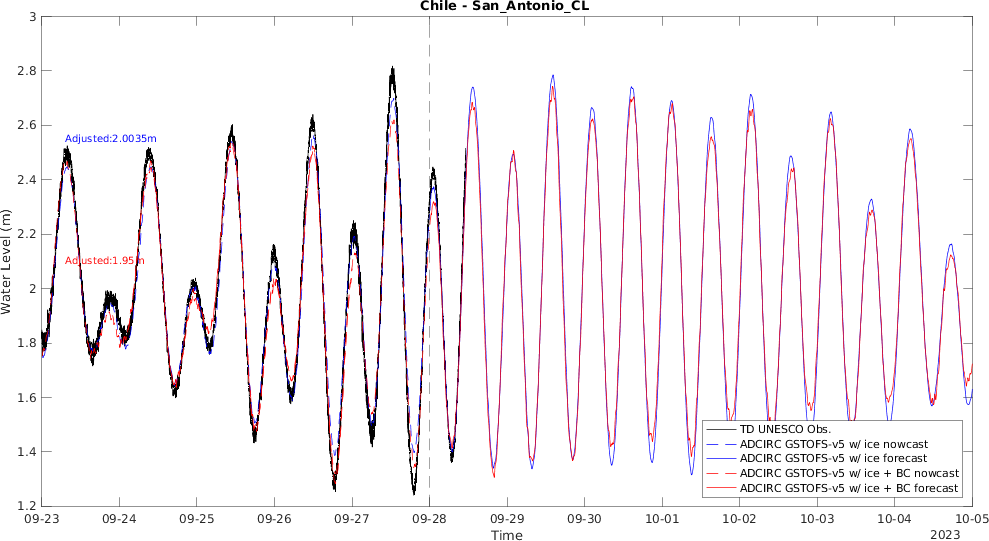 Chile - San_Antonio_CL
Water Level (m)
3
2.8
2.6
2.4
2.2
2
1.8
1.6
1.4
1.2
Adjusted:2.0035m
Adjusted:1.951m
TD UNESCO Obs.
ADCIRC GSTOFS-v5 w/ ice nowcast
ADCIRC GSTOFS-v5 w/ ice forecast
ADCIRC GSTOFS-v5 w/ ice + BC nowcast
ADCIRC GSTOFS-v5 w/ ice + BC forecast
09-23 09-24 09-25 09-26 09-27 09-28 09-29 09-30 10-01 10-02 10-03 10-04 10-05
Time
2023